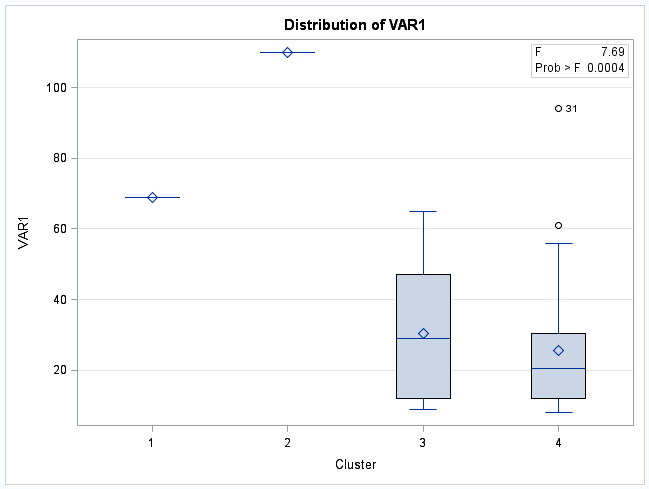 Distribution of VAR1
F 7.69
Prob > F 0.0004
100
80
60
40
20
VAR1
31
1 2 3 4
Cluster